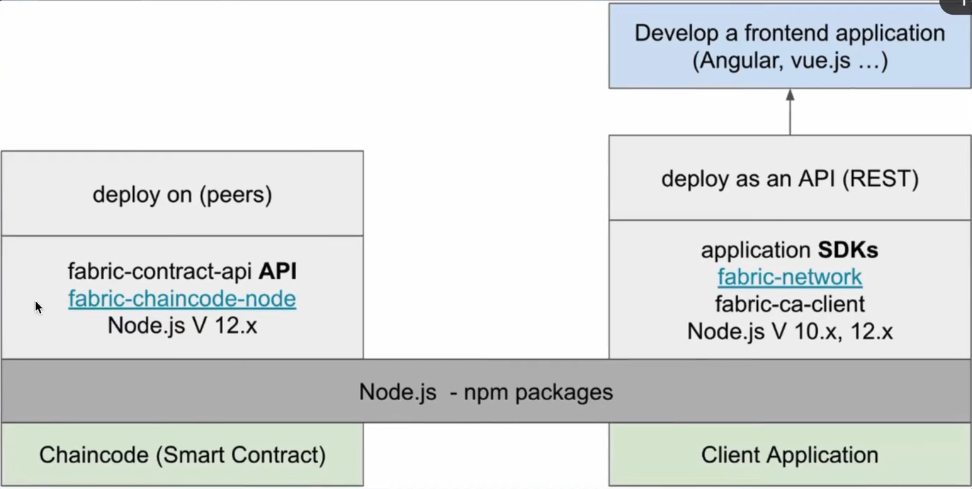 Develop a frontend application
(Angular, vue.js ...)
deploy on (peers)
deploy as an API (REST)
fabric-contract-api API
fabric-chaincode-node
Node.js V 12.x
application SDKs
fabric-network
fabric-ca-client
Node.js V 10.x, 12.x
Node.js - npm packages
Chaincode (Smart Contract)
Client Application